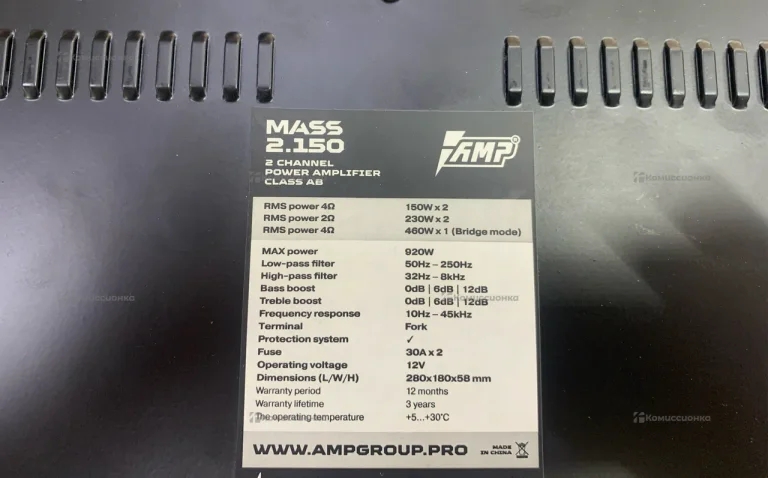 MASS
2.150
2 CHANNEL
POWER AMPLIFIER
CLASS AB
AMP®
RMS power 4Ω 150W x 2
RMS power 2Ω 230W x 2
RMS power 4Ω 460W x 1 (Bridge mode)
MAX power 920W
Low-pass filter 50Hz – 250Hz
High-pass filter 32Hz – 8kHz
Bass boost 0dB | 6dB | 12dB
Treble boost 0dB | 6dB | 12dB
Frequency response 10Hz – 45kHz
Terminal Fork
Protection system ✓
Fuse 30A x 2
Operating voltage 12V
Dimensions (L/W/H) 280x180x58 mm
Warranty period 12 months
Warranty lifetime 3 years
The operating temperature +5...+30°C
WWW.AMPGROUP.PRO
MADE
IN CHINA
Комиссионка
Комиссионка
Комиссионка
Комиссионка